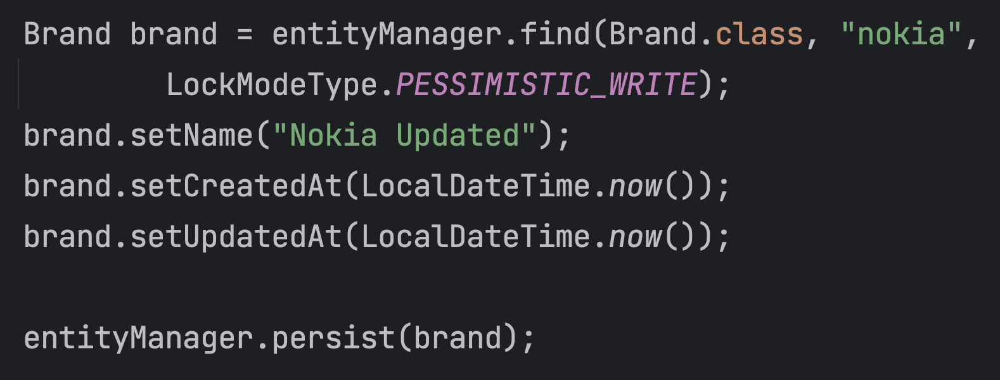 Brand brand = entityManager.find(Brand.class, "nokia",
LockModeType.PESSIMISTIC_WRITE);
brand.setName("Nokia Updated");
brand.setCreatedAt(LocalDateTime.now());
brand.setUpdatedAt(LocalDateTime.now());
entityManager.persist(brand);